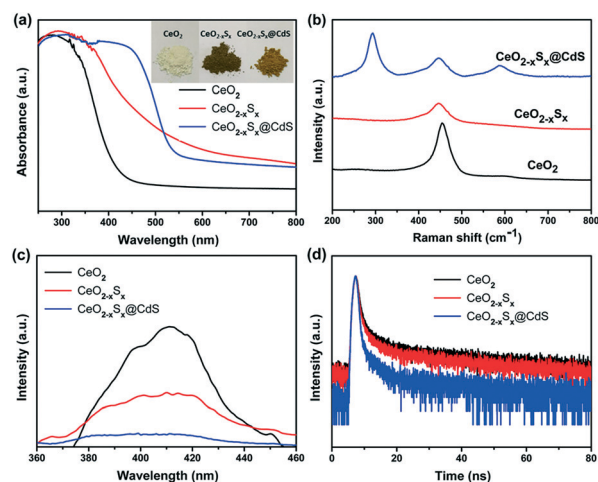 (a)
CeO2 CeO2-xSx CeO2-xSx@CdS
CeO2
CeO2-xSx
CeO2-xSx@CdS
Absorbance (a.u.)
300 400 500 600 700 800
Wavelength (nm)
(b)
CeO2-xSx@CdS
CeO2-xSx
CeO2
Intensity (a.u.)
200 300 400 500 600 700 800
Raman shift (cm-1)
(c)
CeO2
CeO2-xSx
CeO2-xSx@CdS
Intensity (a.u.)
360 380 400 420 440 460
Wavelength (nm)
(d)
CeO2
CeO2-xSx
CeO2-xSx@CdS
Intensity (a.u.)
0 20 40 60 80
Time (ns)